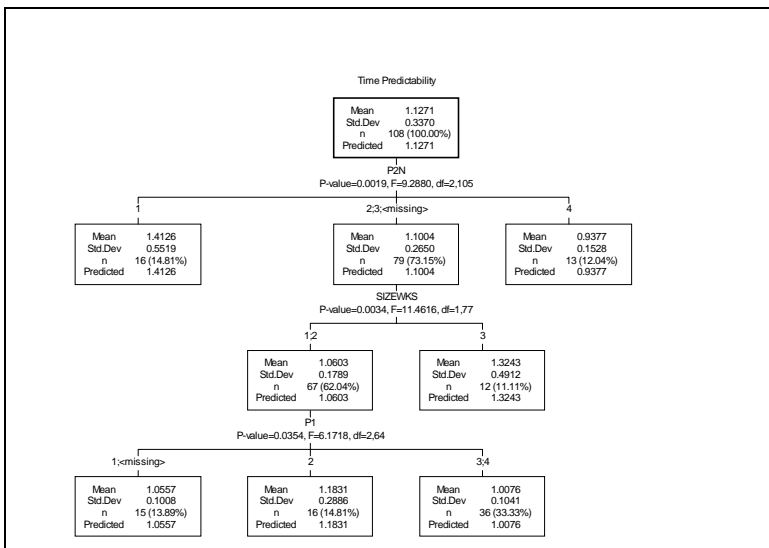 Time Predictability
Mean 1.1271
Std.Dev 0.3370
n 108 (100.00%)
Predicted 1.1271
P2N
P-value=0.0019, F=9.2880, df=2,105
1
Mean 1.4126
Std.Dev 0.5519
n 16 (14.81%)
Predicted 1.4126
2;3;<missing>
Mean 1.1004
Std.Dev 0.2650
n 79 (73.15%)
Predicted 1.1004
4
Mean 0.9377
Std.Dev 0.1528
n 13 (12.04%)
Predicted 0.9377
SIZEWKS
P-value=0.0034, F=11.4616, df=1,77
1;2
Mean 1.0603
Std.Dev 0.1789
n 67 (62.04%)
Predicted 1.0603
3
Mean 1.3243
Std.Dev 0.4912
n 12 (11.11%)
Predicted 1.3243
P1
P-value=0.0354, F=6.1718, df=2,64
1;<missing>
Mean 1.0557
Std.Dev 0.1008
n 15 (13.89%)
Predicted 1.0557
2
Mean 1.1831
Std.Dev 0.2886
n 16 (14.81%)
Predicted 1.1831
3;4
Mean 1.0076
Std.Dev 0.1041
n 36 (33.33%)
Predicted 1.0076